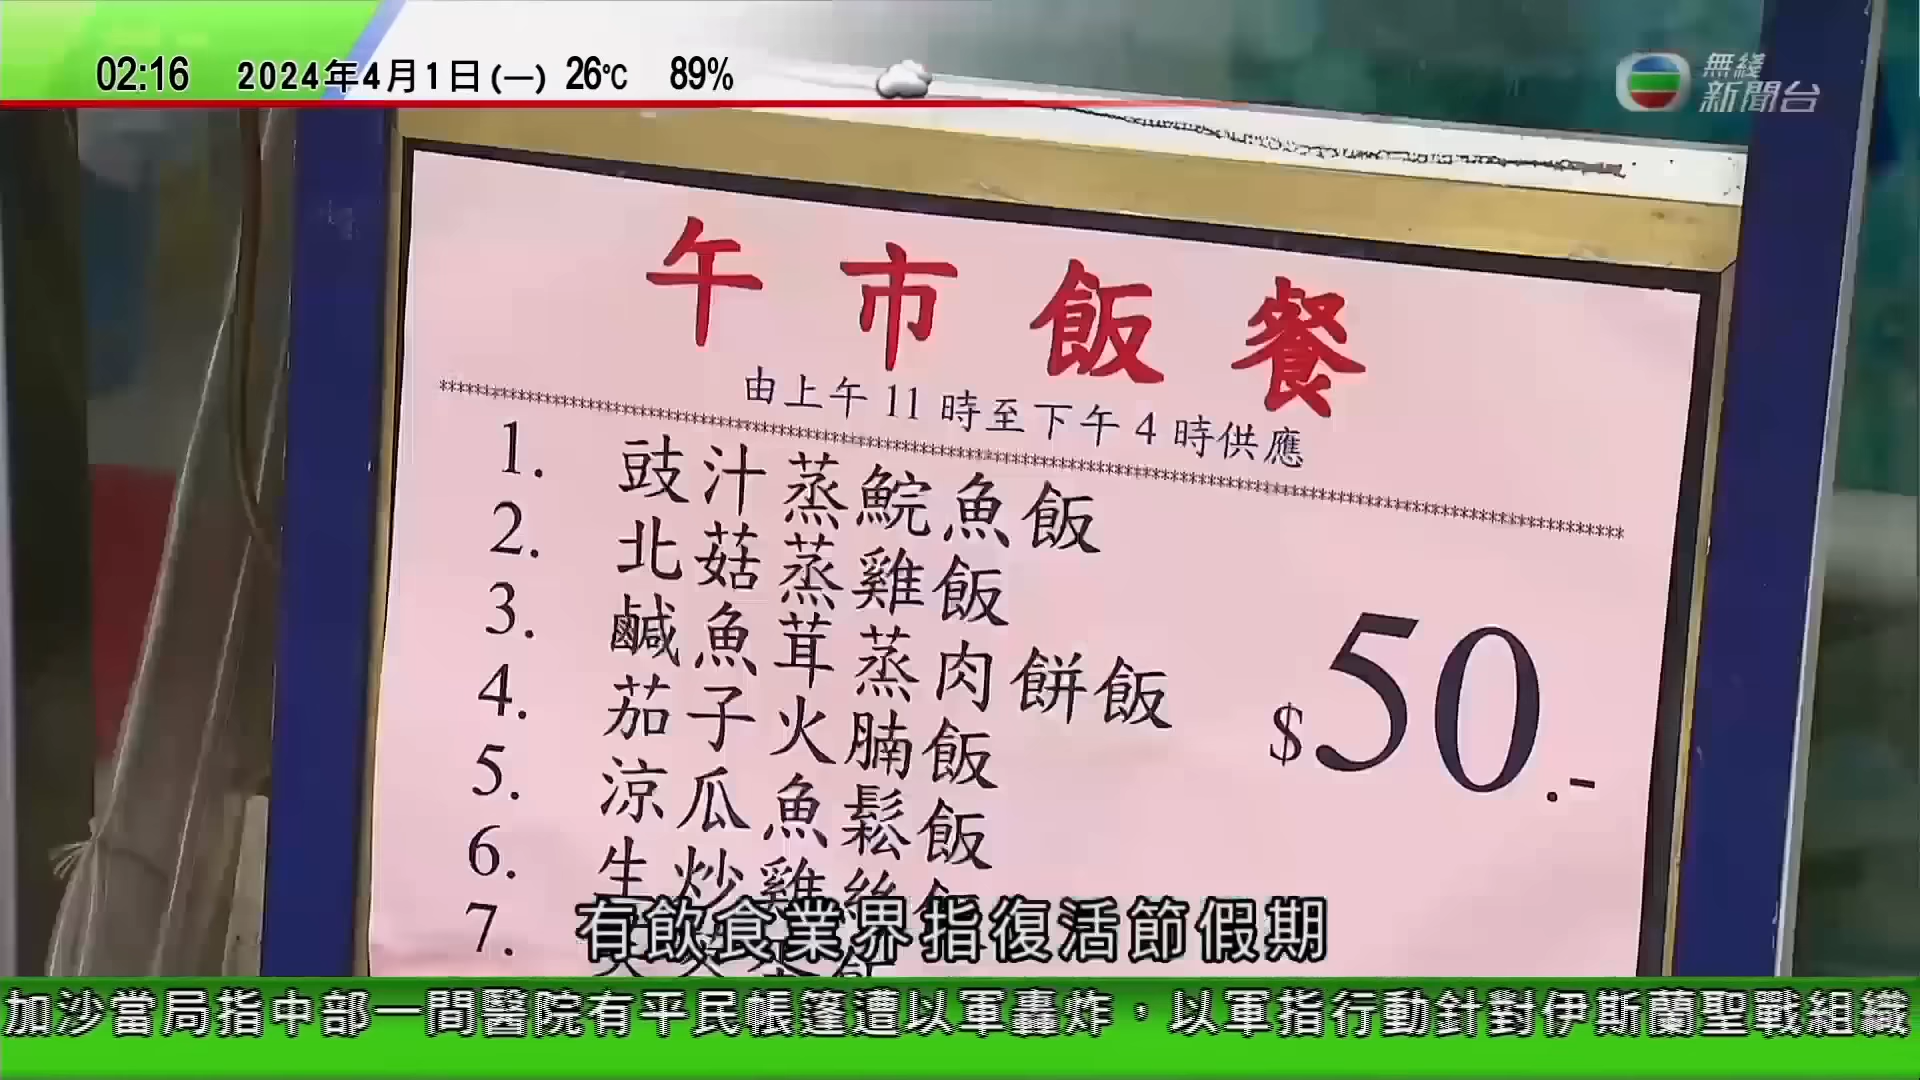 02:16 2024年4月1日(一) 26℃ 89%
無綫
新聞台
午市飯餐
由上午11時至下午4時供應
1. 豉汁蒸鯇魚飯
2. 北菇蒸雞飯
3. 鹹魚茸蒸肉餅飯
4. 茄子火腩飯
5. 涼瓜魚鬆飯
6. 生炒雞絲飯
7.
$50.-
有飲食業界指復活節假期
加沙當局指中部一間醫院有平民帳篷遭以軍轟炸，以軍指行動針對伊斯蘭聖戰組織